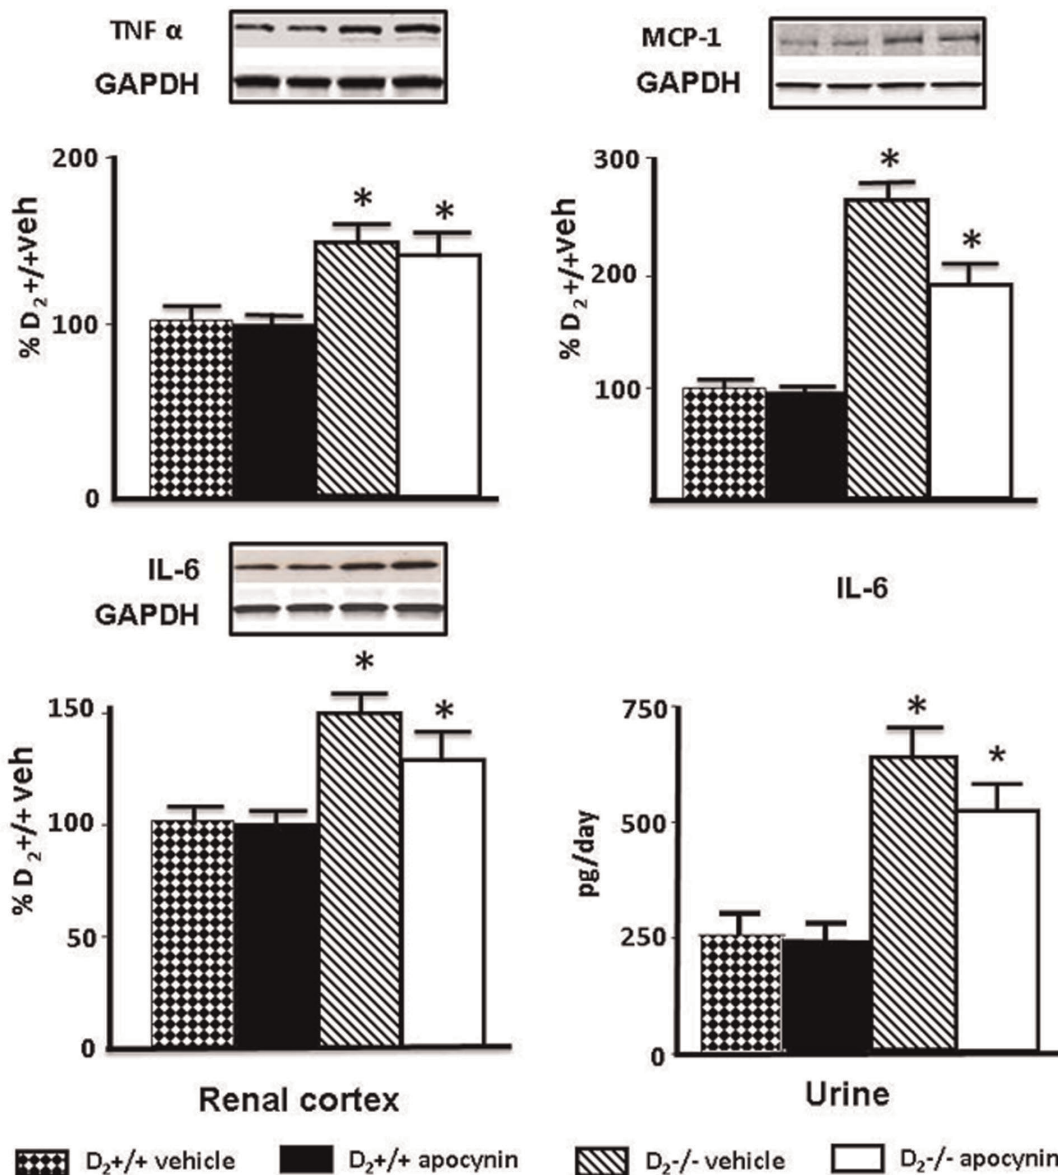 TNF α
GAPDH
200
100
0
% D₂+/+veh
*
*
MCP-1
GAPDH
300
200
100
% D₂+/+veh
*
*
IL-6
GAPDH
150
100
50
0
% D₂+/+ veh
*
*
Renal cortex
IL-6
750
500
250
0
pg/day
*
*
Urine
D₂+/+ vehicle
D₂+/+ apocynin
D₂-/- vehicle
D₂-/- apocynin